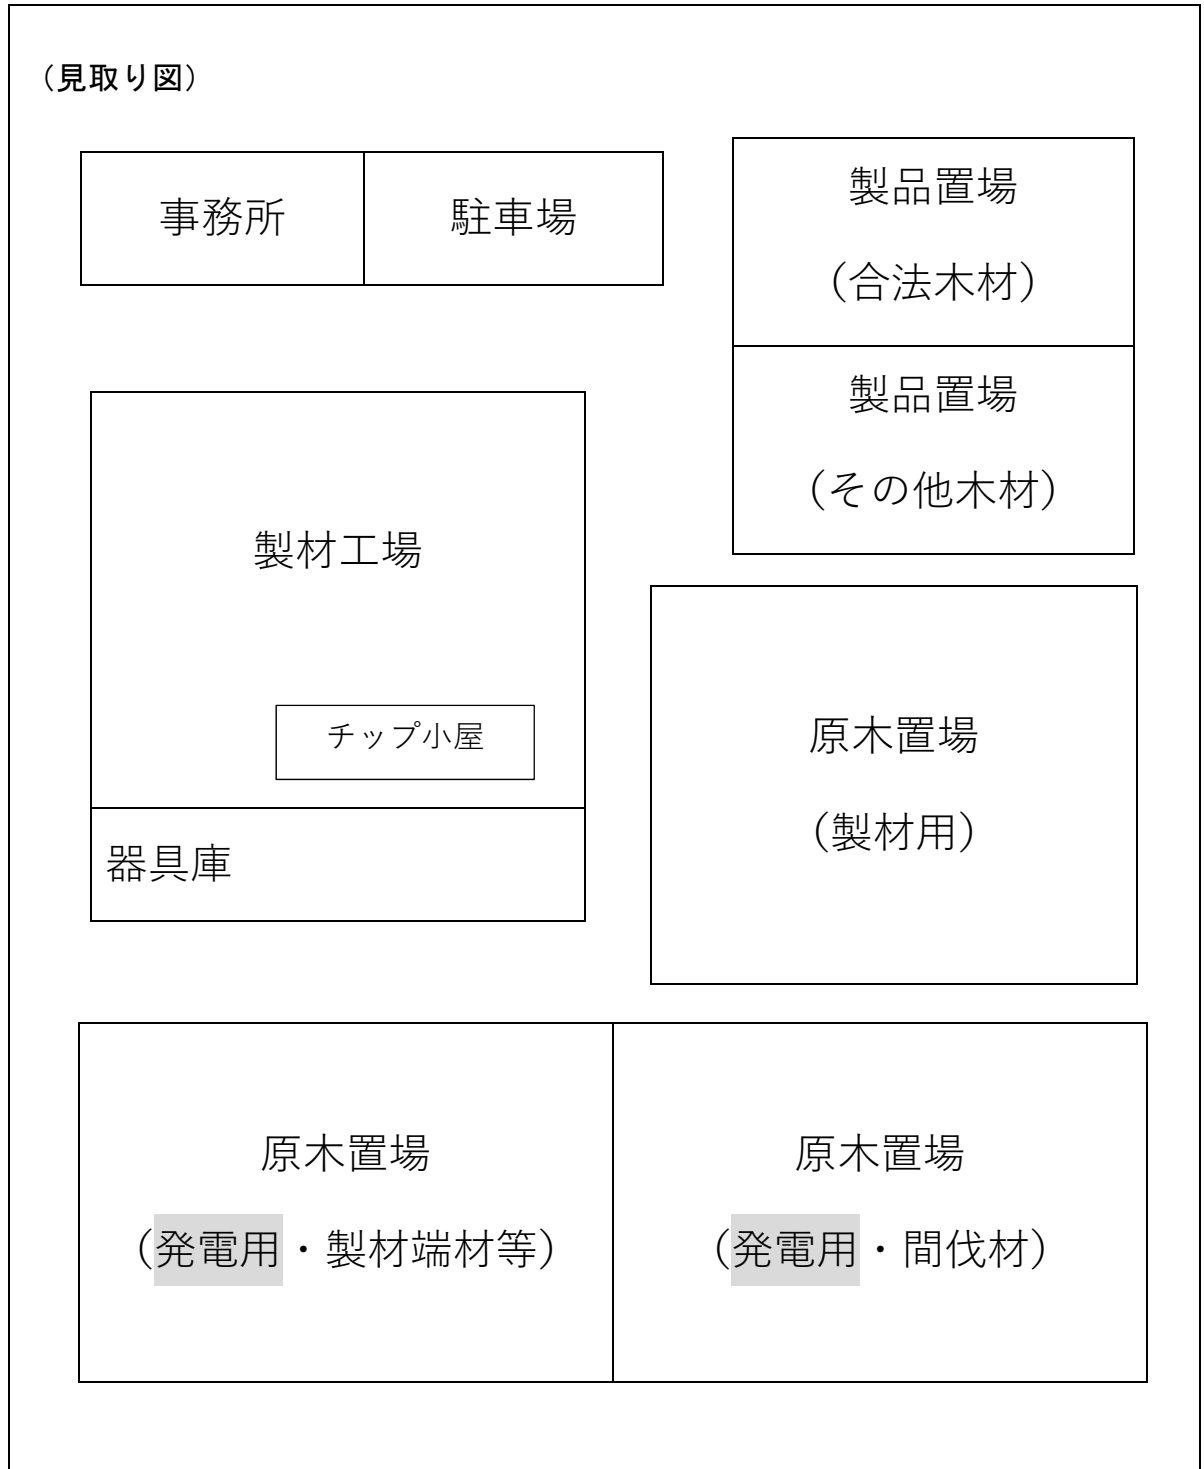 （見取り図）
事務所
駐車場
製品置場
（合法木材）
製品置場
（その他木材）
製材工場
チップ小屋
器具庫
原木置場
（製材用）
原木置場
（発電用・製材端材等）
原木置場
（発電用・間伐材）